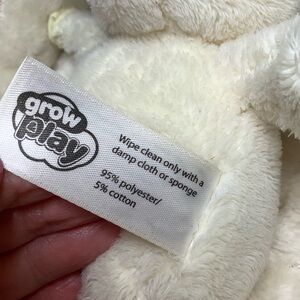 grow
play
Wipe clean only with a
damp cloth or sponge
95% polyester/
5% cotton